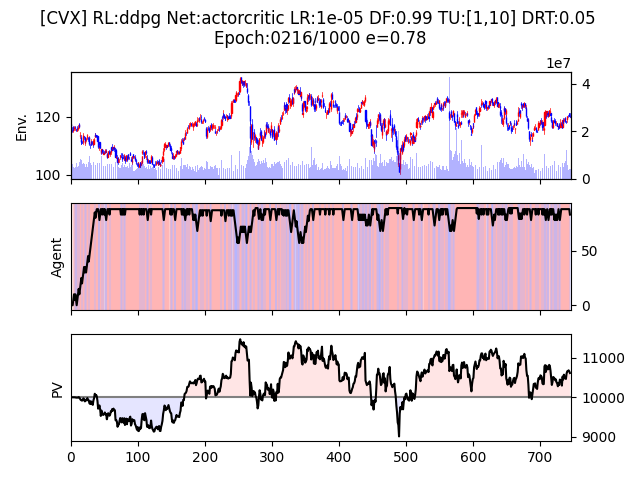 [CVX] RL:ddpg Net:actorcritic LR:1e-05 DF:0.99 TU:[1,10] DRT:0.05
Epoch:0216/1000 e=0.78
1e7
Env.
120
100
4
2
0
Agent
50
0
PV
11000
10000
9000
0 100 200 300 400 500 600 700